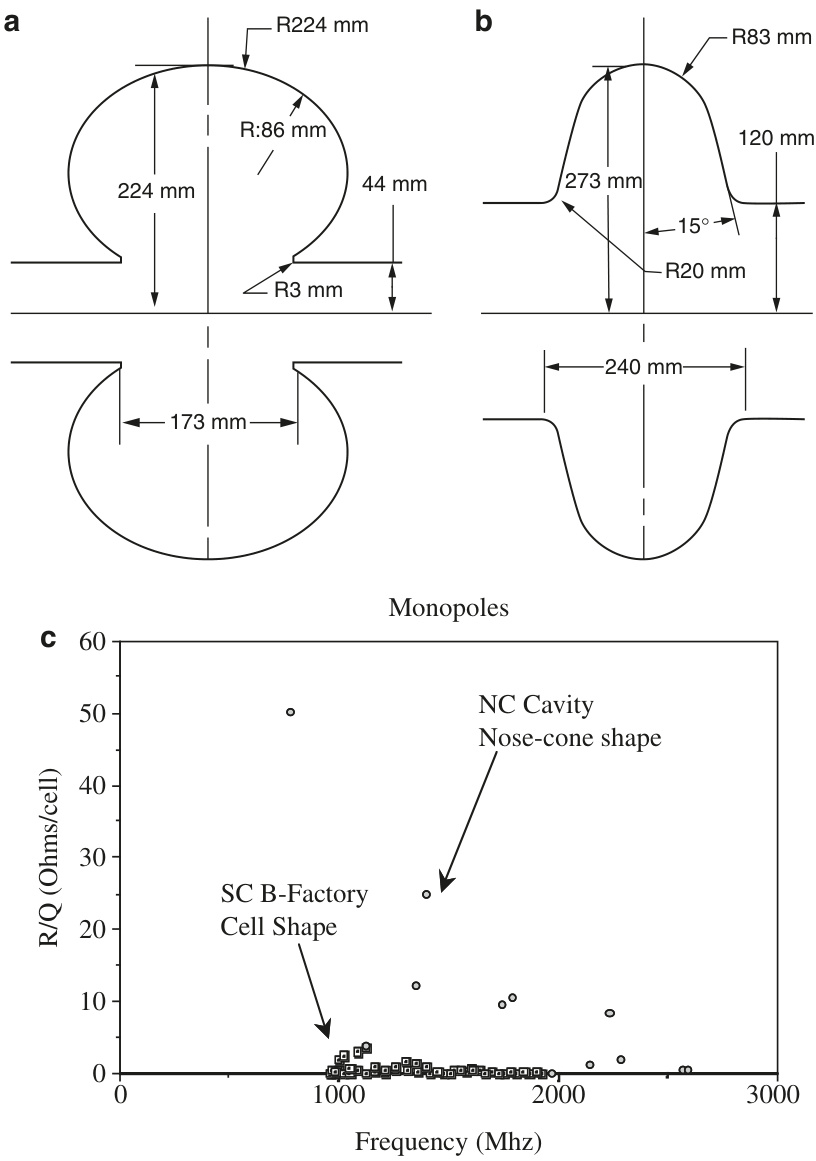 a
R224 mm
R:86 mm
224 mm
44 mm
R3 mm
173 mm
b
R83 mm
120 mm
273 mm
15°
R20 mm
240 mm
Monopoles
c
60
50
40
30
20
10
0
R/Q (Ohms/cell)
NC Cavity
Nose-cone shape
SC B-Factory
Cell Shape
0 1000 2000 3000
Frequency (Mhz)